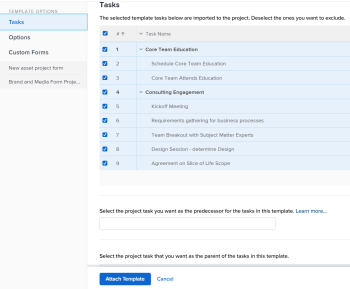 TEMPLATE OPTIONS
Tasks
Options
Custom Forms
New asset project form
Brand and Media Form Proje...
Tasks
The selected template tasks below are imported to the project. Deselect the ones you want to exclude.
# ↑ Task Name
1 Core Team Education
2 Schedule Core Team Education
3 Core Team Attends Education
4 Consulting Engagement
5 Kickoff Meeting
6 Requirements gathering for business processes
7 Team Breakout with Subject Matter Experts
8 Design Session - determine Design
9 Agreement on Slice of Life Scope
Select the project task you want as the predecessor for the tasks in this template. Learn more...
Select the project task that you want as the parent of the tasks in this template.
Attach Template Cancel